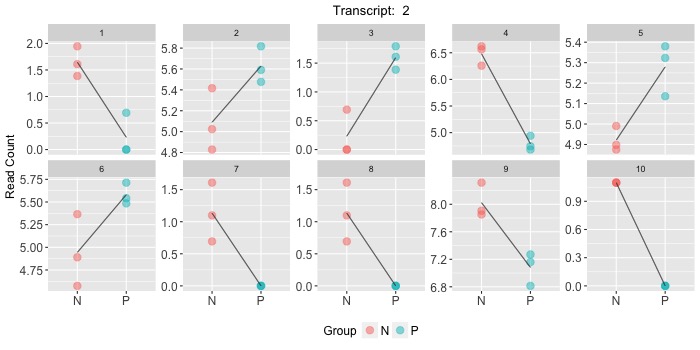 Transcript: 2
1 2 3 4 5
2.0 1.5 1.0 0.5 0.0
5.8 5.6 5.4 5.2 5.0 4.8
1.5 1.0 0.5 0.0
6.5 6.0 5.5 5.0
5.4 5.3 5.2 5.1 5.0 4.9
Read Count
6 7 8 9 10
5.75 5.50 5.25 5.00 4.75
1.5 1.0 0.5 0.0
1.5 1.0 0.5 0.0
8.0 7.6 7.2 6.8
0.9 0.6 0.3 0.0
N P N P N P N P N P
Group N P